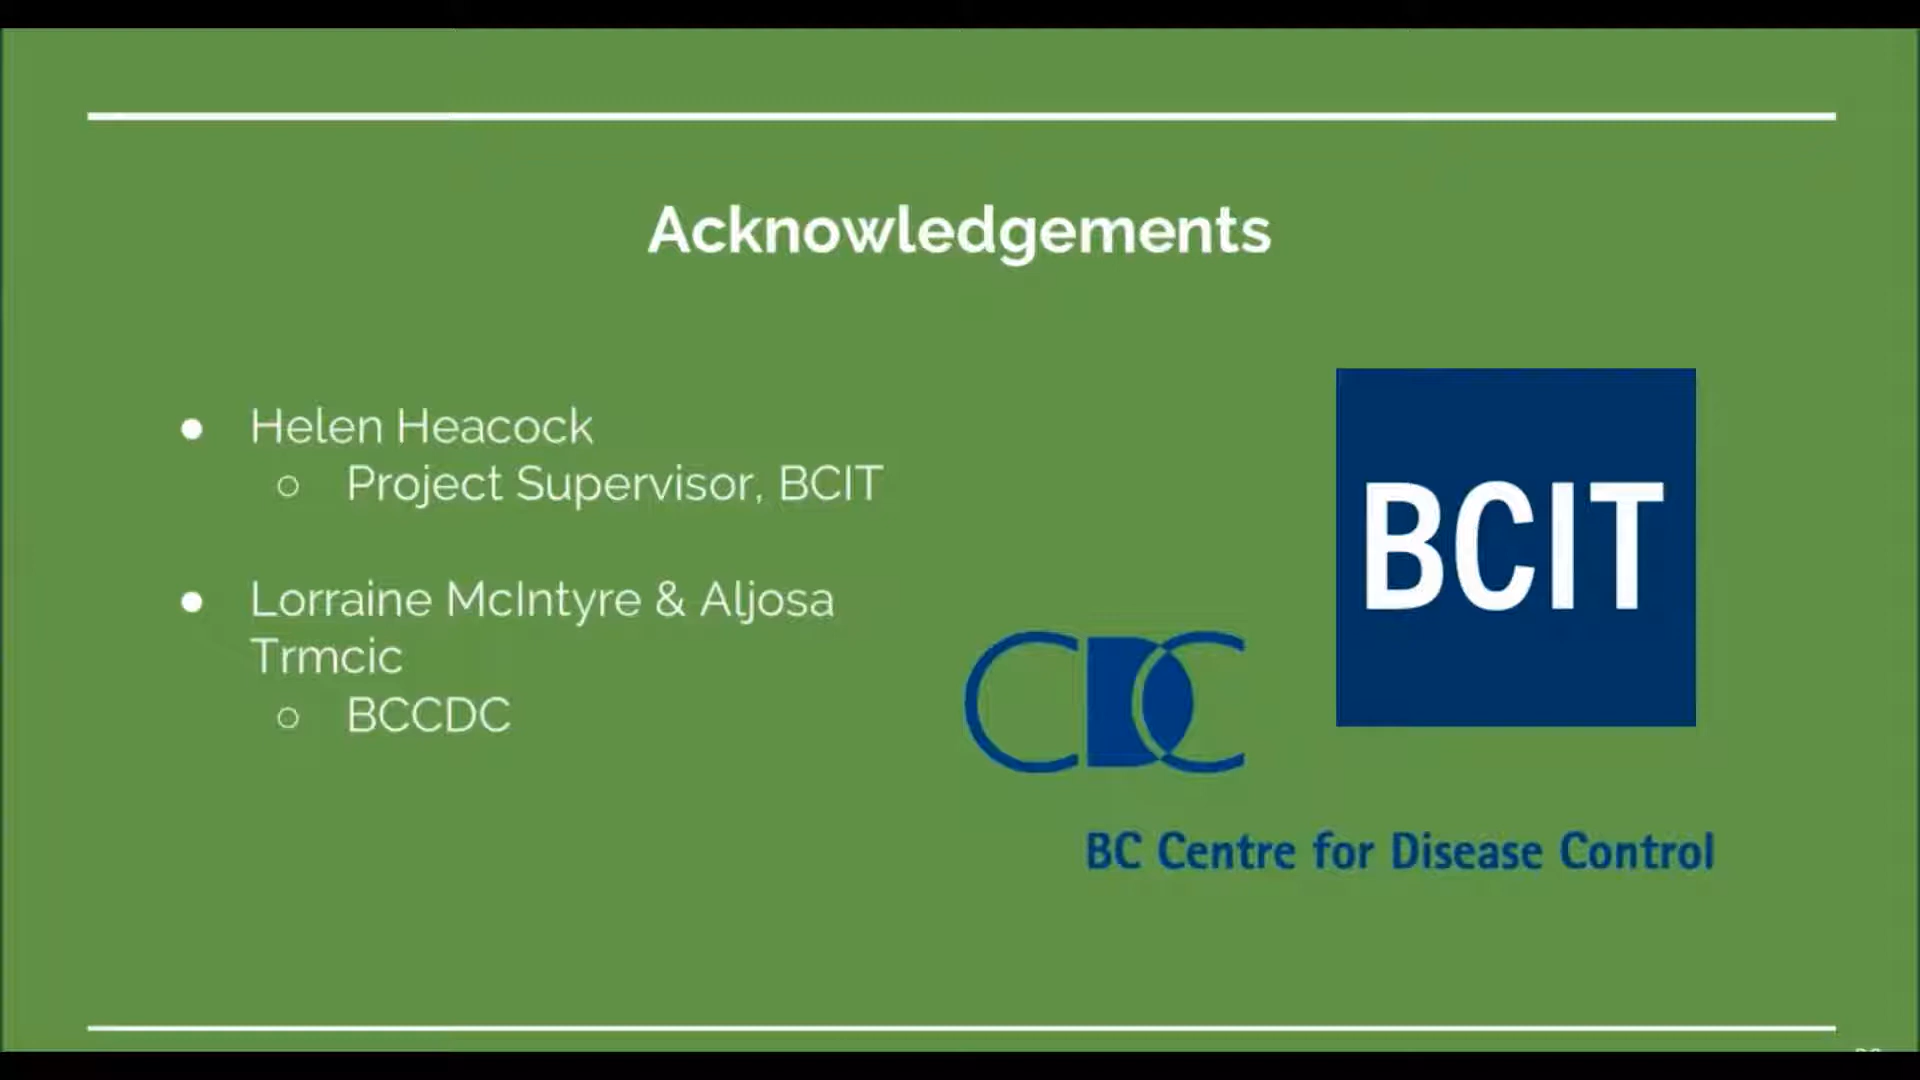 Acknowledgements
● Helen Heacock
○ Project Supervisor, BCIT
● Lorraine McIntyre & Aljosa
Trmcic
○ BCCDC
BCIT
CDC
BC Centre for Disease Control